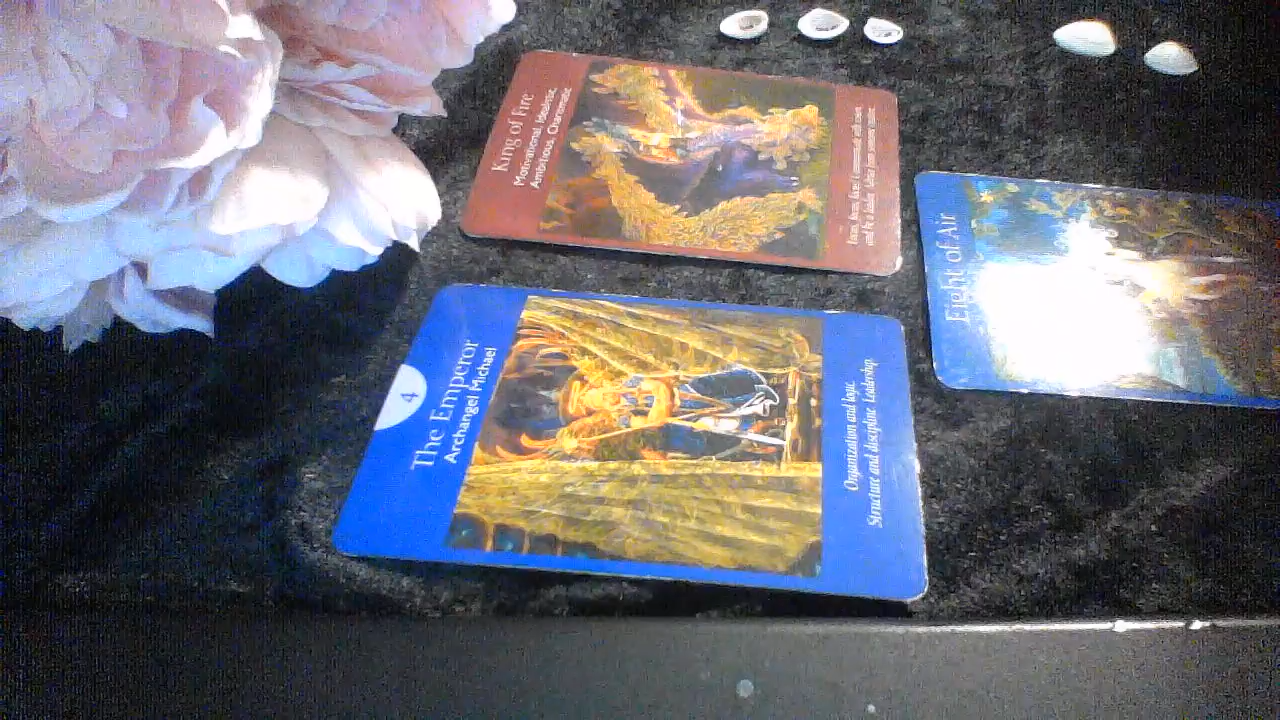 King of Fire
Motivational, Idealistic,
Ambitious, Charismatic
4
The Emperor
Archangel Michael
Organization and logic.
Structure and discipline. Leadership.
Eight of Air